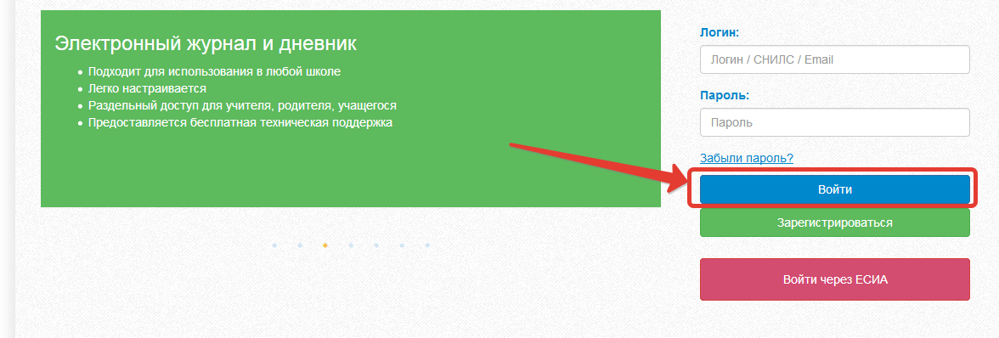 Электронный журнал и дневник
Подходит для использования в любой школе
Легко настраивается
Раздельный доступ для учителя, родителя, учащегося
Предоставляется бесплатная техническая поддержка
Логин:
Логин / СНИЛС / Email
Пароль:
Пароль
Забыли пароль?
Войти
Зарегистрироваться
Войти через ЕСИА